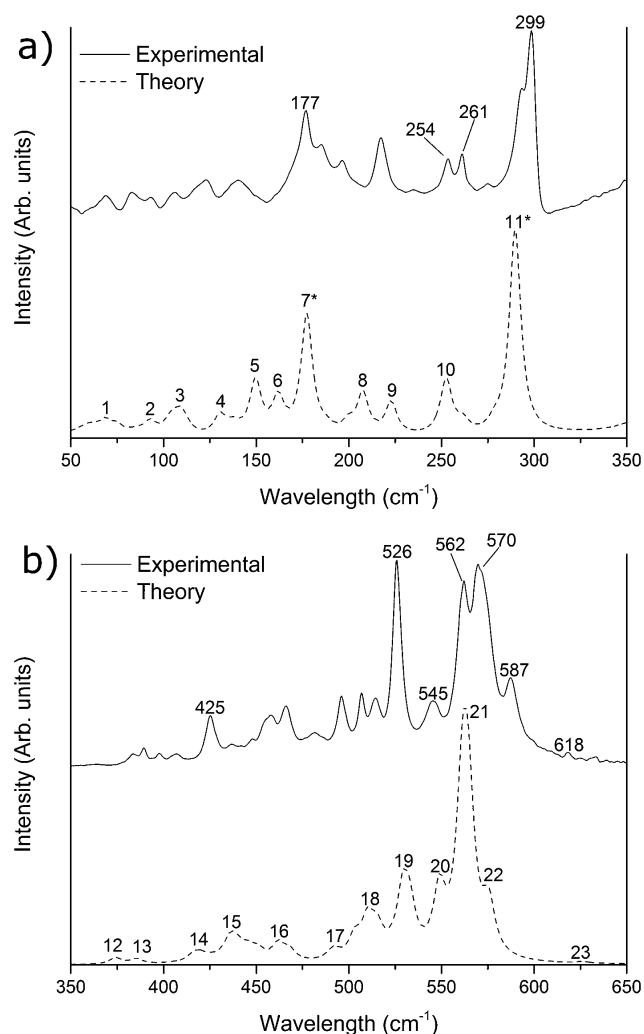 a)
Experimental
Theory
299
177
254
261
11*
7*
1
2
3
4
5
6
8
9
10
Intensity (Arb. units)
50 100 150 200 250 300 350
Wavelength (cm-1)
b)
Experimental
Theory
526
562
570
425
545
587
618
21
12
13
14
15
16
17
18
19
20
22
23
Intensity (Arb. units)
350 400 450 500 550 600 650
Wavelength (cm-1)